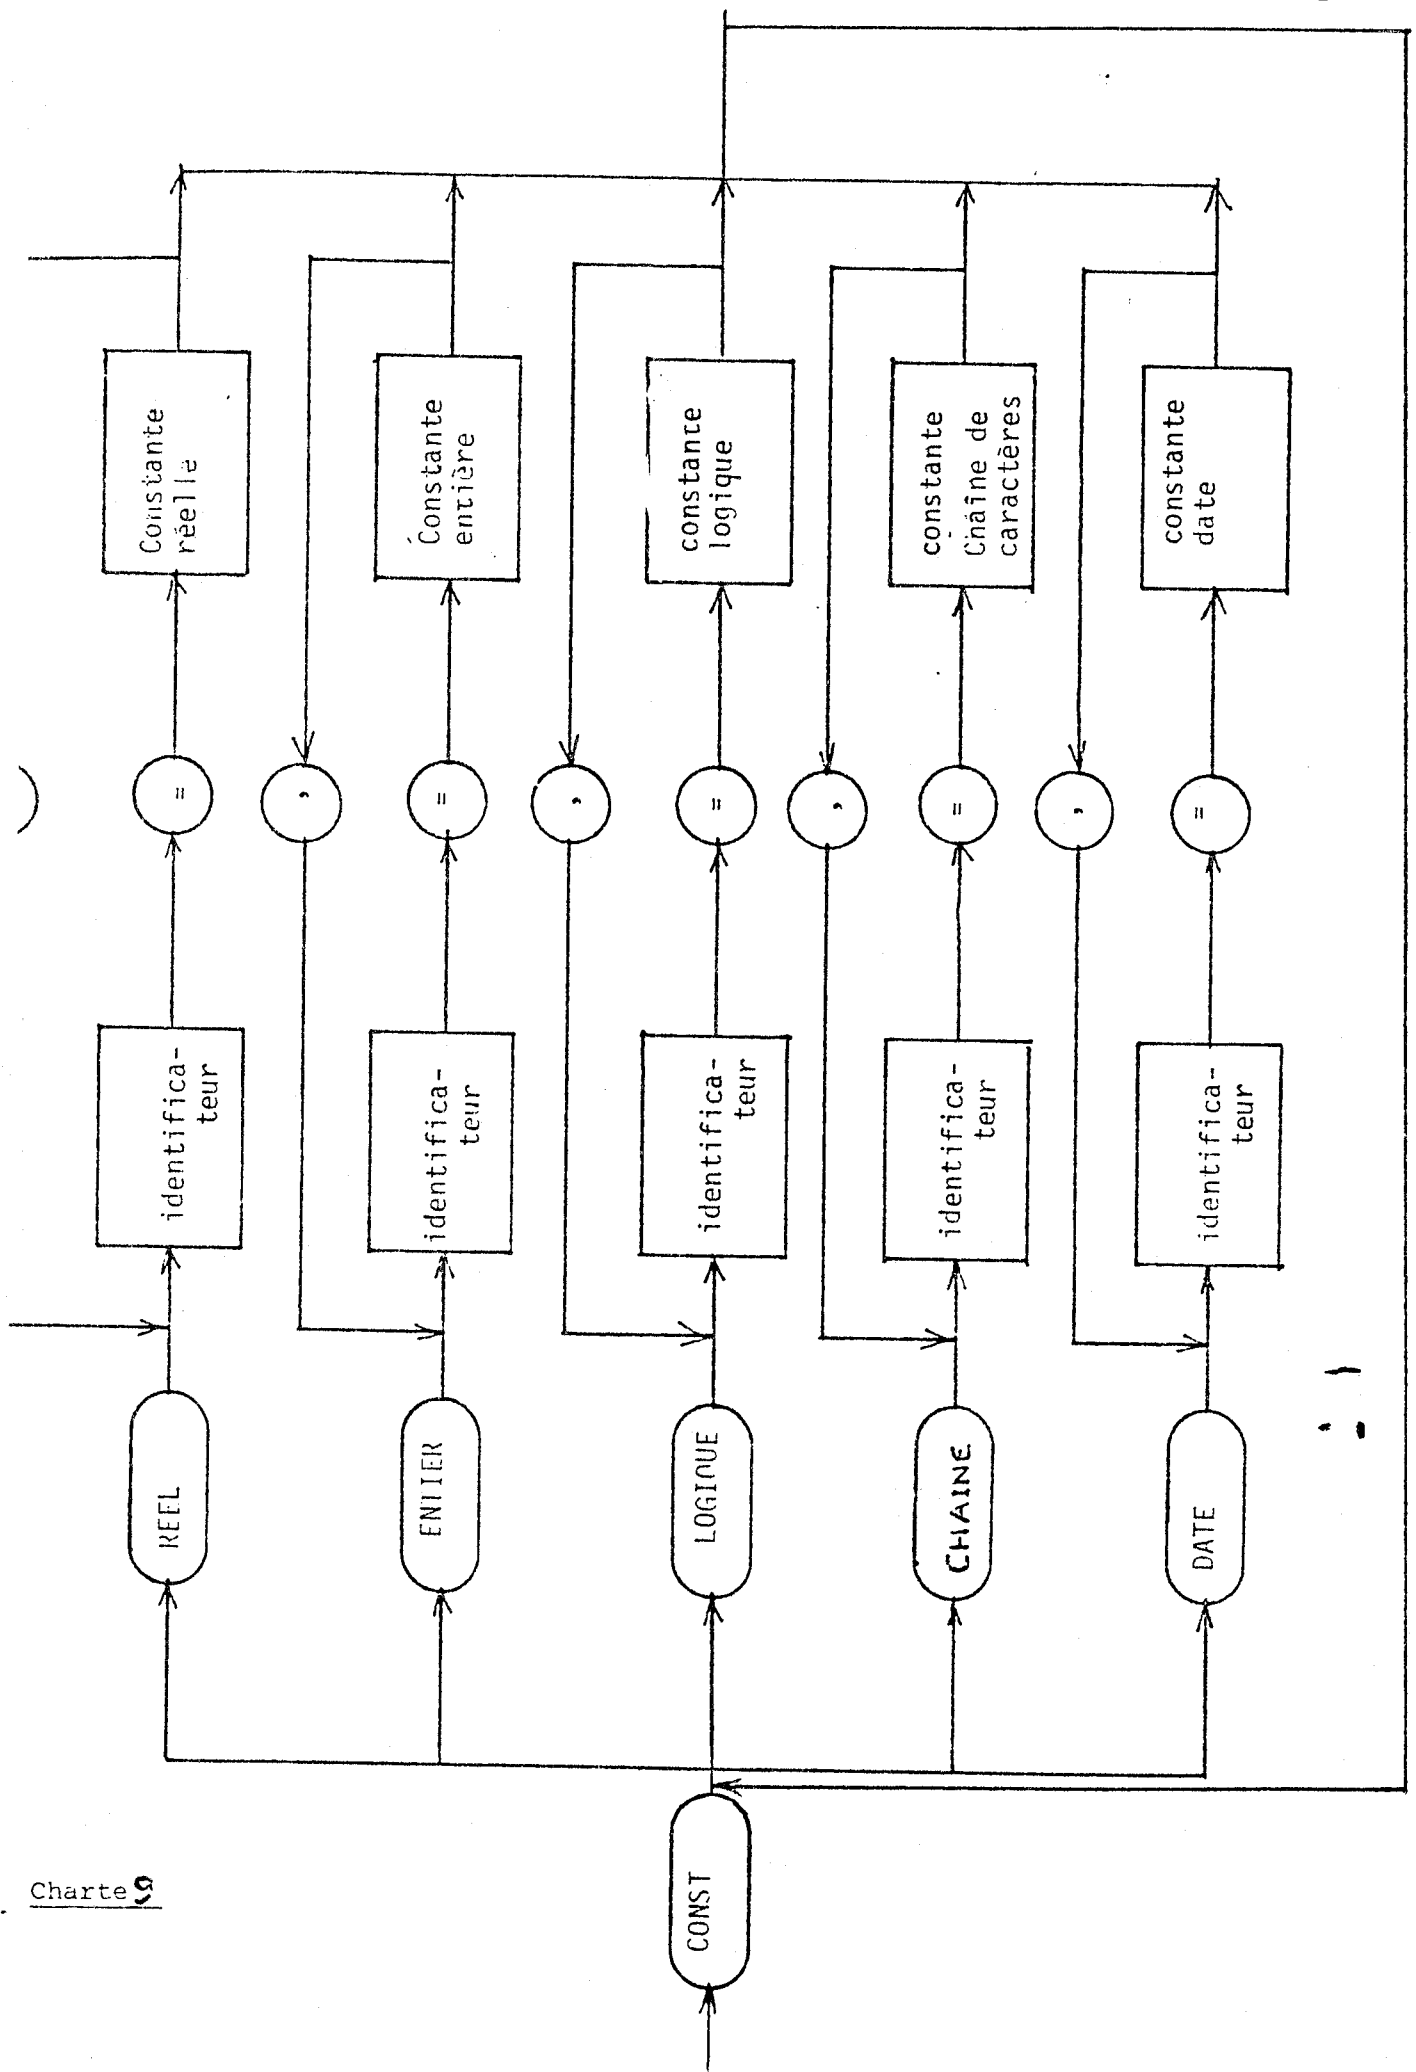 Charte 9
CONST
REEL
identifica-
teur
=
Constante
réelle
,
ENTIER
identifica-
teur
=
Constante
entière
,
LOGIQUE
identifica-
teur
=
constante
logique
,
CHAINE
identifica-
teur
=
constante
Chaîne de
caractères
,
DATE
identifica-
teur
=
constante
date